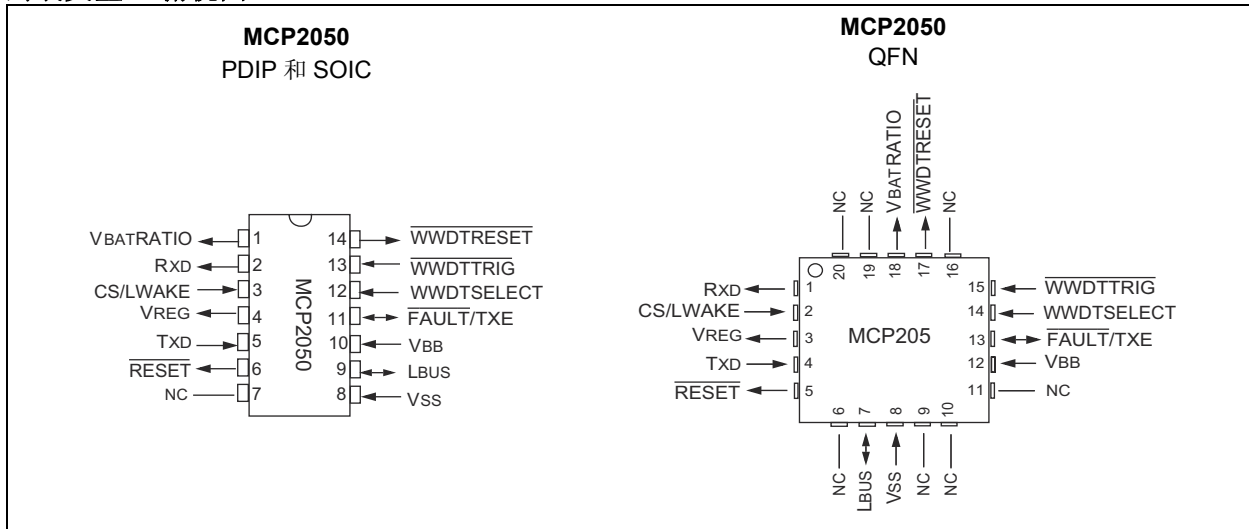 MCP2050
PDIP 和 SOIC
VBATRATIO
RXD
CS/LWAKE
VREG
TXD
RESET
NC
1
2
3
4
5
6
7
MCP2050
14
13
12
11
10
9
8
WWDTRESET
WWDTTRIG
WWDTSELECT
FAULT/TXE
VBB
LBUS
VSS
MCP2050
QFN
NC
NC
VBATRATIO
WWDTRESET
NC
20
19
18
17
16
RXD
CS/LWAKE
VREG
TXD
RESET
1
2
3
4
5
MCP205
15
14
13
12
11
WWDTTRIG
WWDTSELECT
FAULT/TXE
VBB
NC
6
7
8
9
10
NC
LBUS
VSS
NC
NC